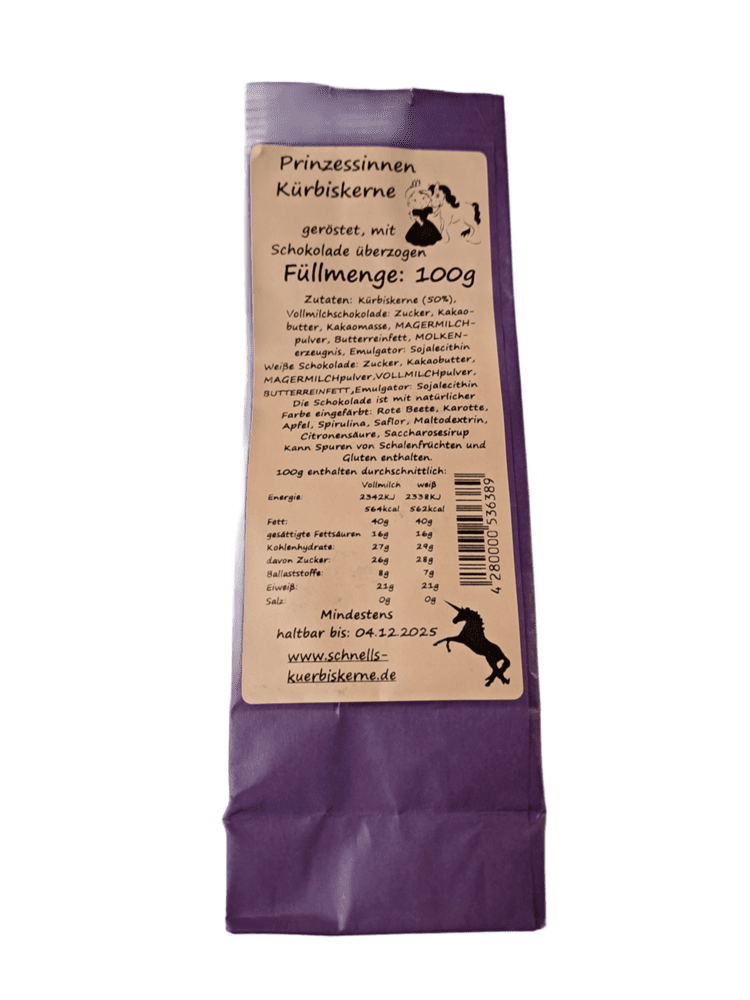 Prinzessinnen
Kürbiskerne
geröstet, mit
Schokolade überzogen
Füllmenge: 100g
Zutaten: Kürbiskerne (50%),
Vollmilchschokolade: Zucker, Kakao-
butter, Kakaomasse, MAGERMILCH-
pulver, Butterreinfett, MOLKEN-
erzeugnis, Emulgator: Sojalecithin
Weiße Schokolade: Zucker, Kakaobutter,
MAGERMILCHpulver,VOLLMILCHpulver,
BUTTERREINFETT,Emulgator: Sojalecithin
Die Schokolade ist mit natürlicher
Farbe eingefärbt: Rote Beete, Karotte,
Apfel, Spirulina, Saflor, Maltodextrin,
Citronensäure, Saccharosesirup
Kann Spuren von Schalenfrüchten und
Gluten enthalten.
100g enthalten durchschnittlich:
Vollmilch weiß
Energie: 2342KJ 2338KJ
564kcal 562kcal
Fett: 40g 40g
gesättigte Fettsäuren 16g 16g
Kohlenhydrate: 27g 29g
davon Zucker: 26g 28g
Ballaststoffe: 8g 7g
Eiweiß: 21g 21g
Salz: 0g 0g
Mindestens
haltbar bis: 04.12.2025
www.schnells-
kuerbiskerne.de
4 280000 536389